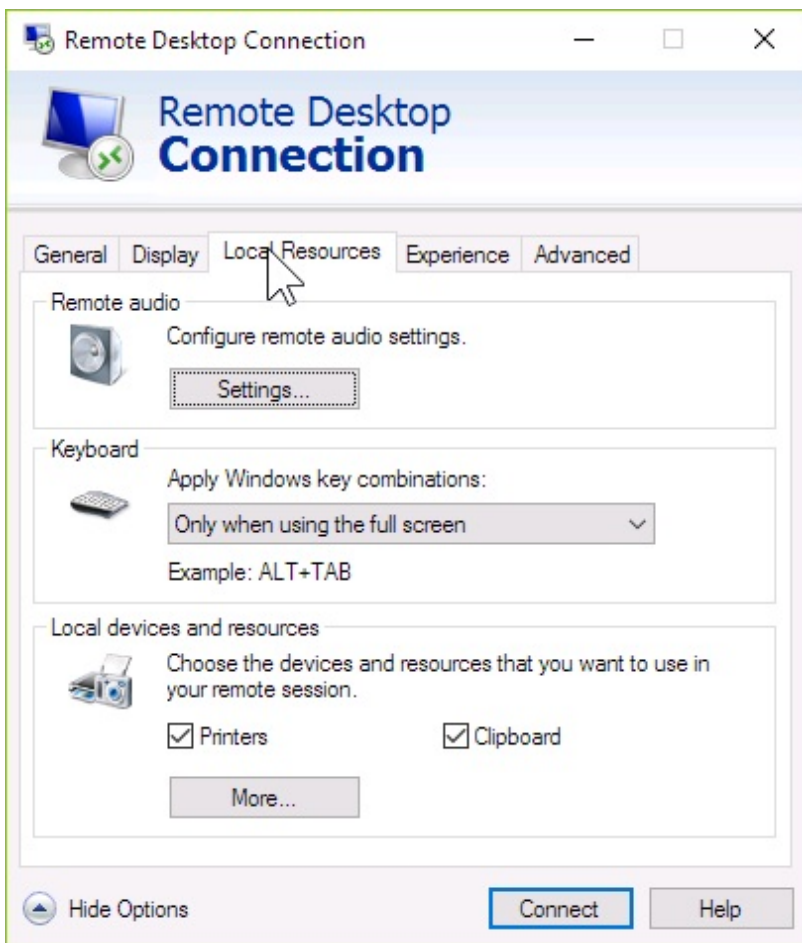 Remote Desktop Connection
Remote Desktop
Connection
General Display Local Resources Experience Advanced
Remote audio
Configure remote audio settings.
Settings...
Keyboard
Apply Windows key combinations:
Only when using the full screen
Example: ALT+TAB
Local devices and resources
Choose the devices and resources that you want to use in
your remote session.
Printers Clipboard
More...
Hide Options Connect Help